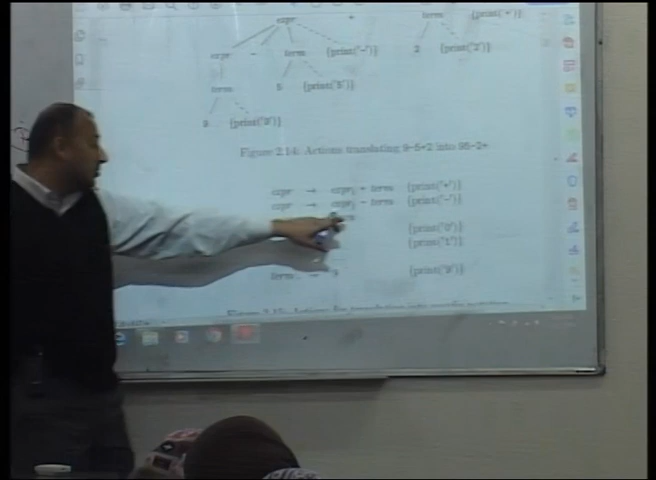 expr + term {print('+')}
expr - term {print('-')} 2 {print('2')}
term 5 {print('5')}
9 {print('9')}
Figure 2.14: Actions translating 9-5+2 into 95-2+
expr → expr₁ + term {print('+')}
expr → expr₁ - term {print('-')}
{print('0')}
{print('1')}
term → 9 {print('9')}